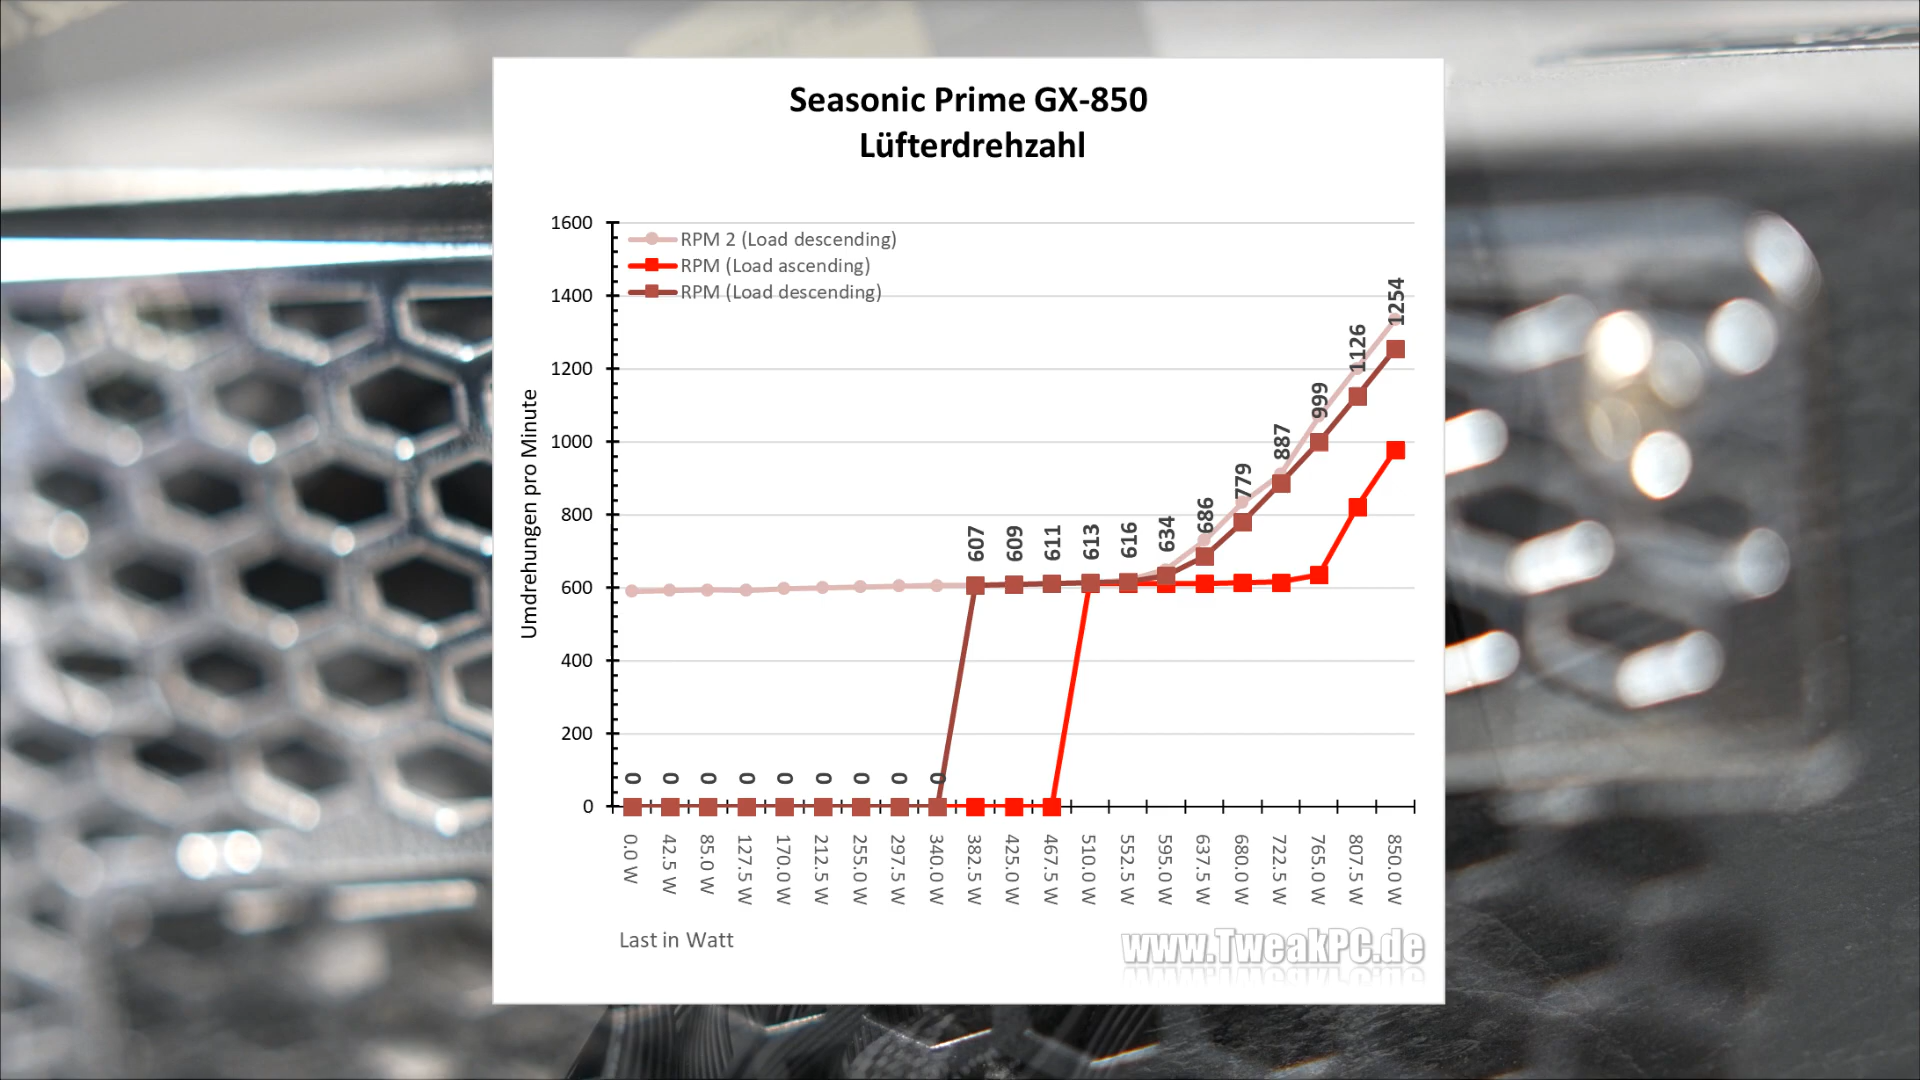 Seasonic Prime GX-850
Lüfterdrehzahl
1600
1400
1200
1000
800
600
400
200
0
Umdrehungen pro Minute
RPM 2 (Load descending)
RPM (Load ascending)
RPM (Load descending)
0
0
0
0
0
0
0
0
0
607
609
611
613
616
634
686
779
887
999
1126
1254
0.0 W
42.5 W
85.0 W
127.5 W
170.0 W
212.5 W
255.0 W
297.5 W
340.0 W
382.5 W
425.0 W
467.5 W
510.0 W
552.5 W
595.0 W
637.5 W
680.0 W
722.5 W
765.0 W
807.5 W
850.0 W
Last in Watt
www.TweakPC.de